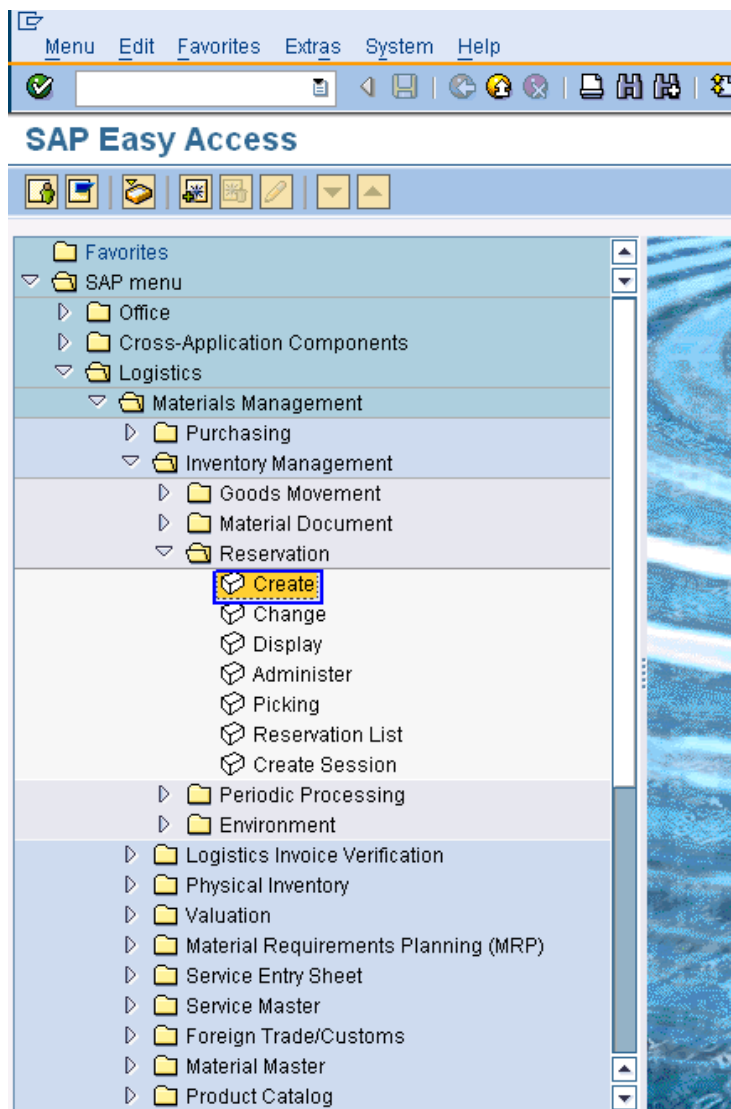 Menu Edit Favorites Extras System Help
SAP Easy Access
Favorites
SAP menu
Office
Cross-Application Components
Logistics
Materials Management
Purchasing
Inventory Management
Goods Movement
Material Document
Reservation
Create
Change
Display
Administer
Picking
Reservation List
Create Session
Periodic Processing
Environment
Logistics Invoice Verification
Physical Inventory
Valuation
Material Requirements Planning (MRP)
Service Entry Sheet
Service Master
Foreign Trade/Customs
Material Master
Product Catalog